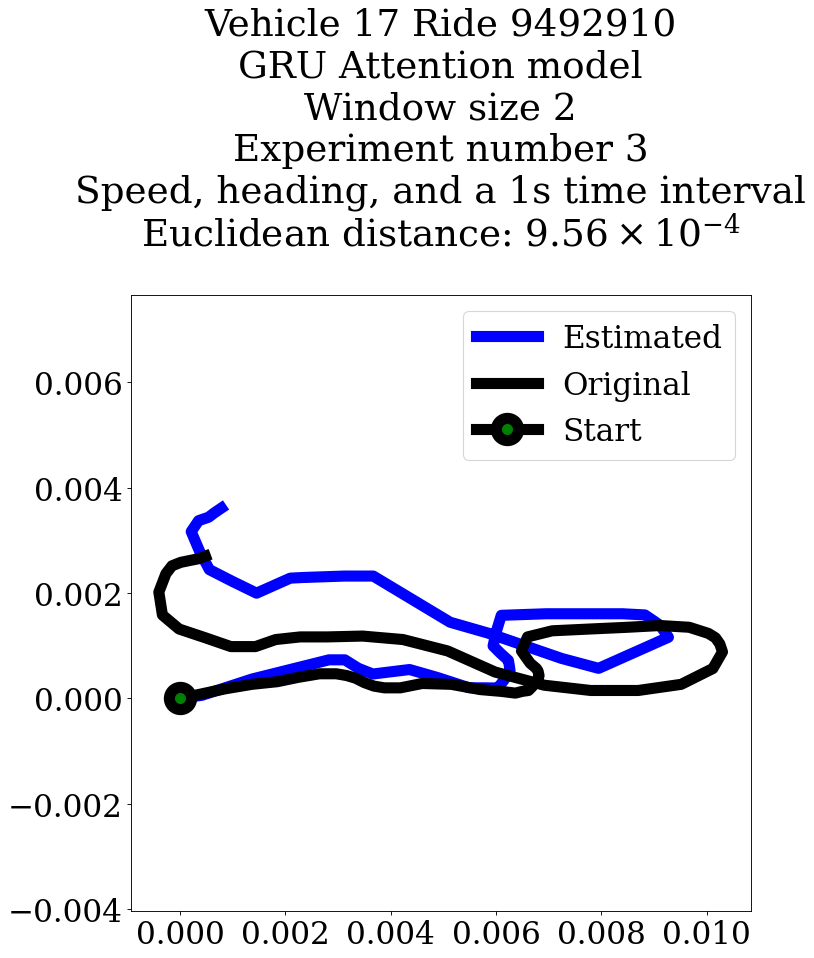 Vehicle 17 Ride 9492910
GRU Attention model
Window size 2
Experiment number 3
Speed, heading, and a 1s time interval
Euclidean distance: 9.56 × 10⁻⁴
Estimated
Original
Start
0.006
0.004
0.002
0.000
−0.002
−0.004
0.000 0.002 0.004 0.006 0.008 0.010